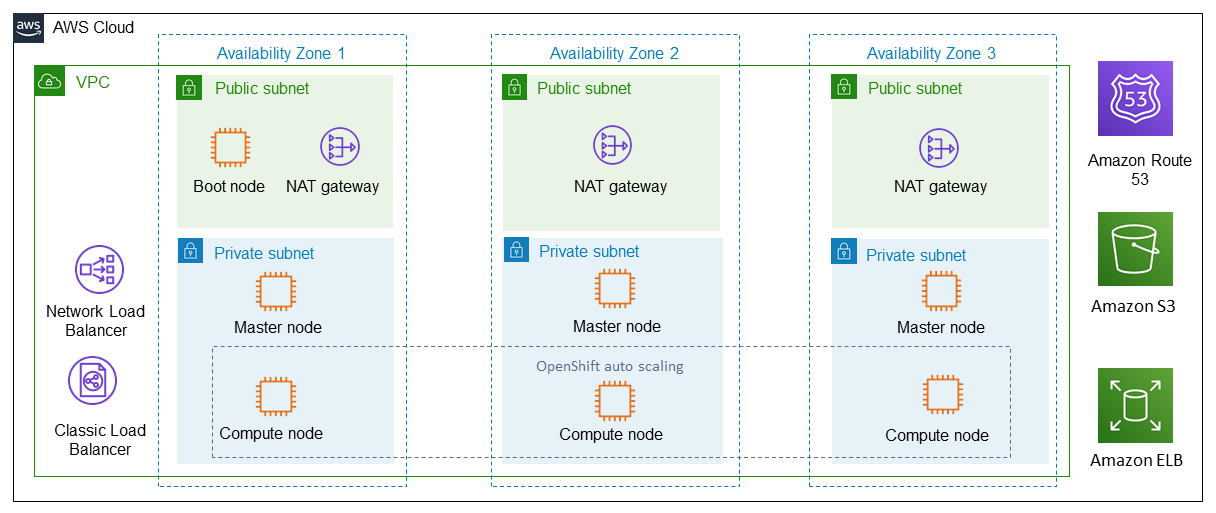 aws
AWS Cloud
Availability Zone 1
Availability Zone 2
Availability Zone 3
VPC
Public subnet
Public subnet
Public subnet
53
Boot node
NAT gateway
NAT gateway
NAT gateway
Amazon Route
53
Private subnet
Private subnet
Private subnet
Network Load
Balancer
Master node
Master node
Master node
Amazon S3
OpenShift auto scaling
Classic Load
Balancer
Compute node
Compute node
Compute node
Amazon ELB